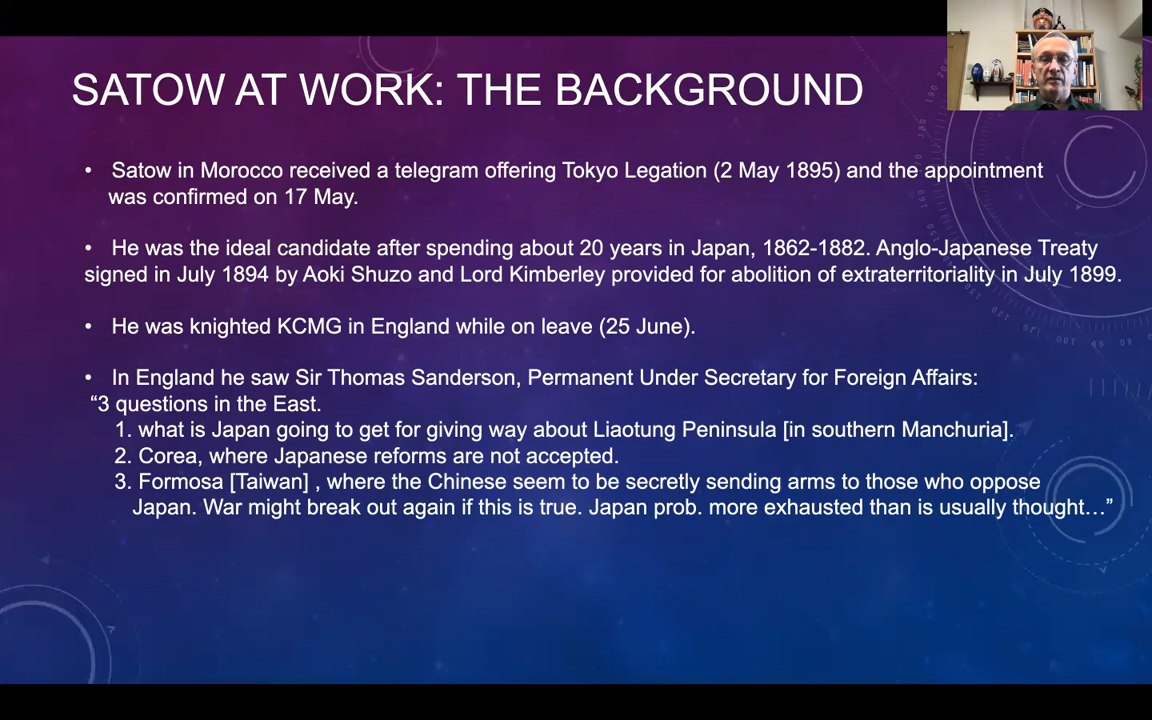 SATOW AT WORK: THE BACKGROUND
• Satow in Morocco received a telegram offering Tokyo Legation (2 May 1895) and the appointment
was confirmed on 17 May.
• He was the ideal candidate after spending about 20 years in Japan, 1862-1882. Anglo-Japanese Treaty
signed in July 1894 by Aoki Shuzo and Lord Kimberley provided for abolition of extraterritoriality in July 1899.
• He was knighted KCMG in England while on leave (25 June).
• In England he saw Sir Thomas Sanderson, Permanent Under Secretary for Foreign Affairs:
“3 questions in the East.
1. what is Japan going to get for giving way about Liaotung Peninsula [in southern Manchuria].
2. Corea, where Japanese reforms are not accepted.
3. Formosa [Taiwan] , where the Chinese seem to be secretly sending arms to those who oppose
Japan. War might break out again if this is true. Japan prob. more exhausted than is usually thought…”